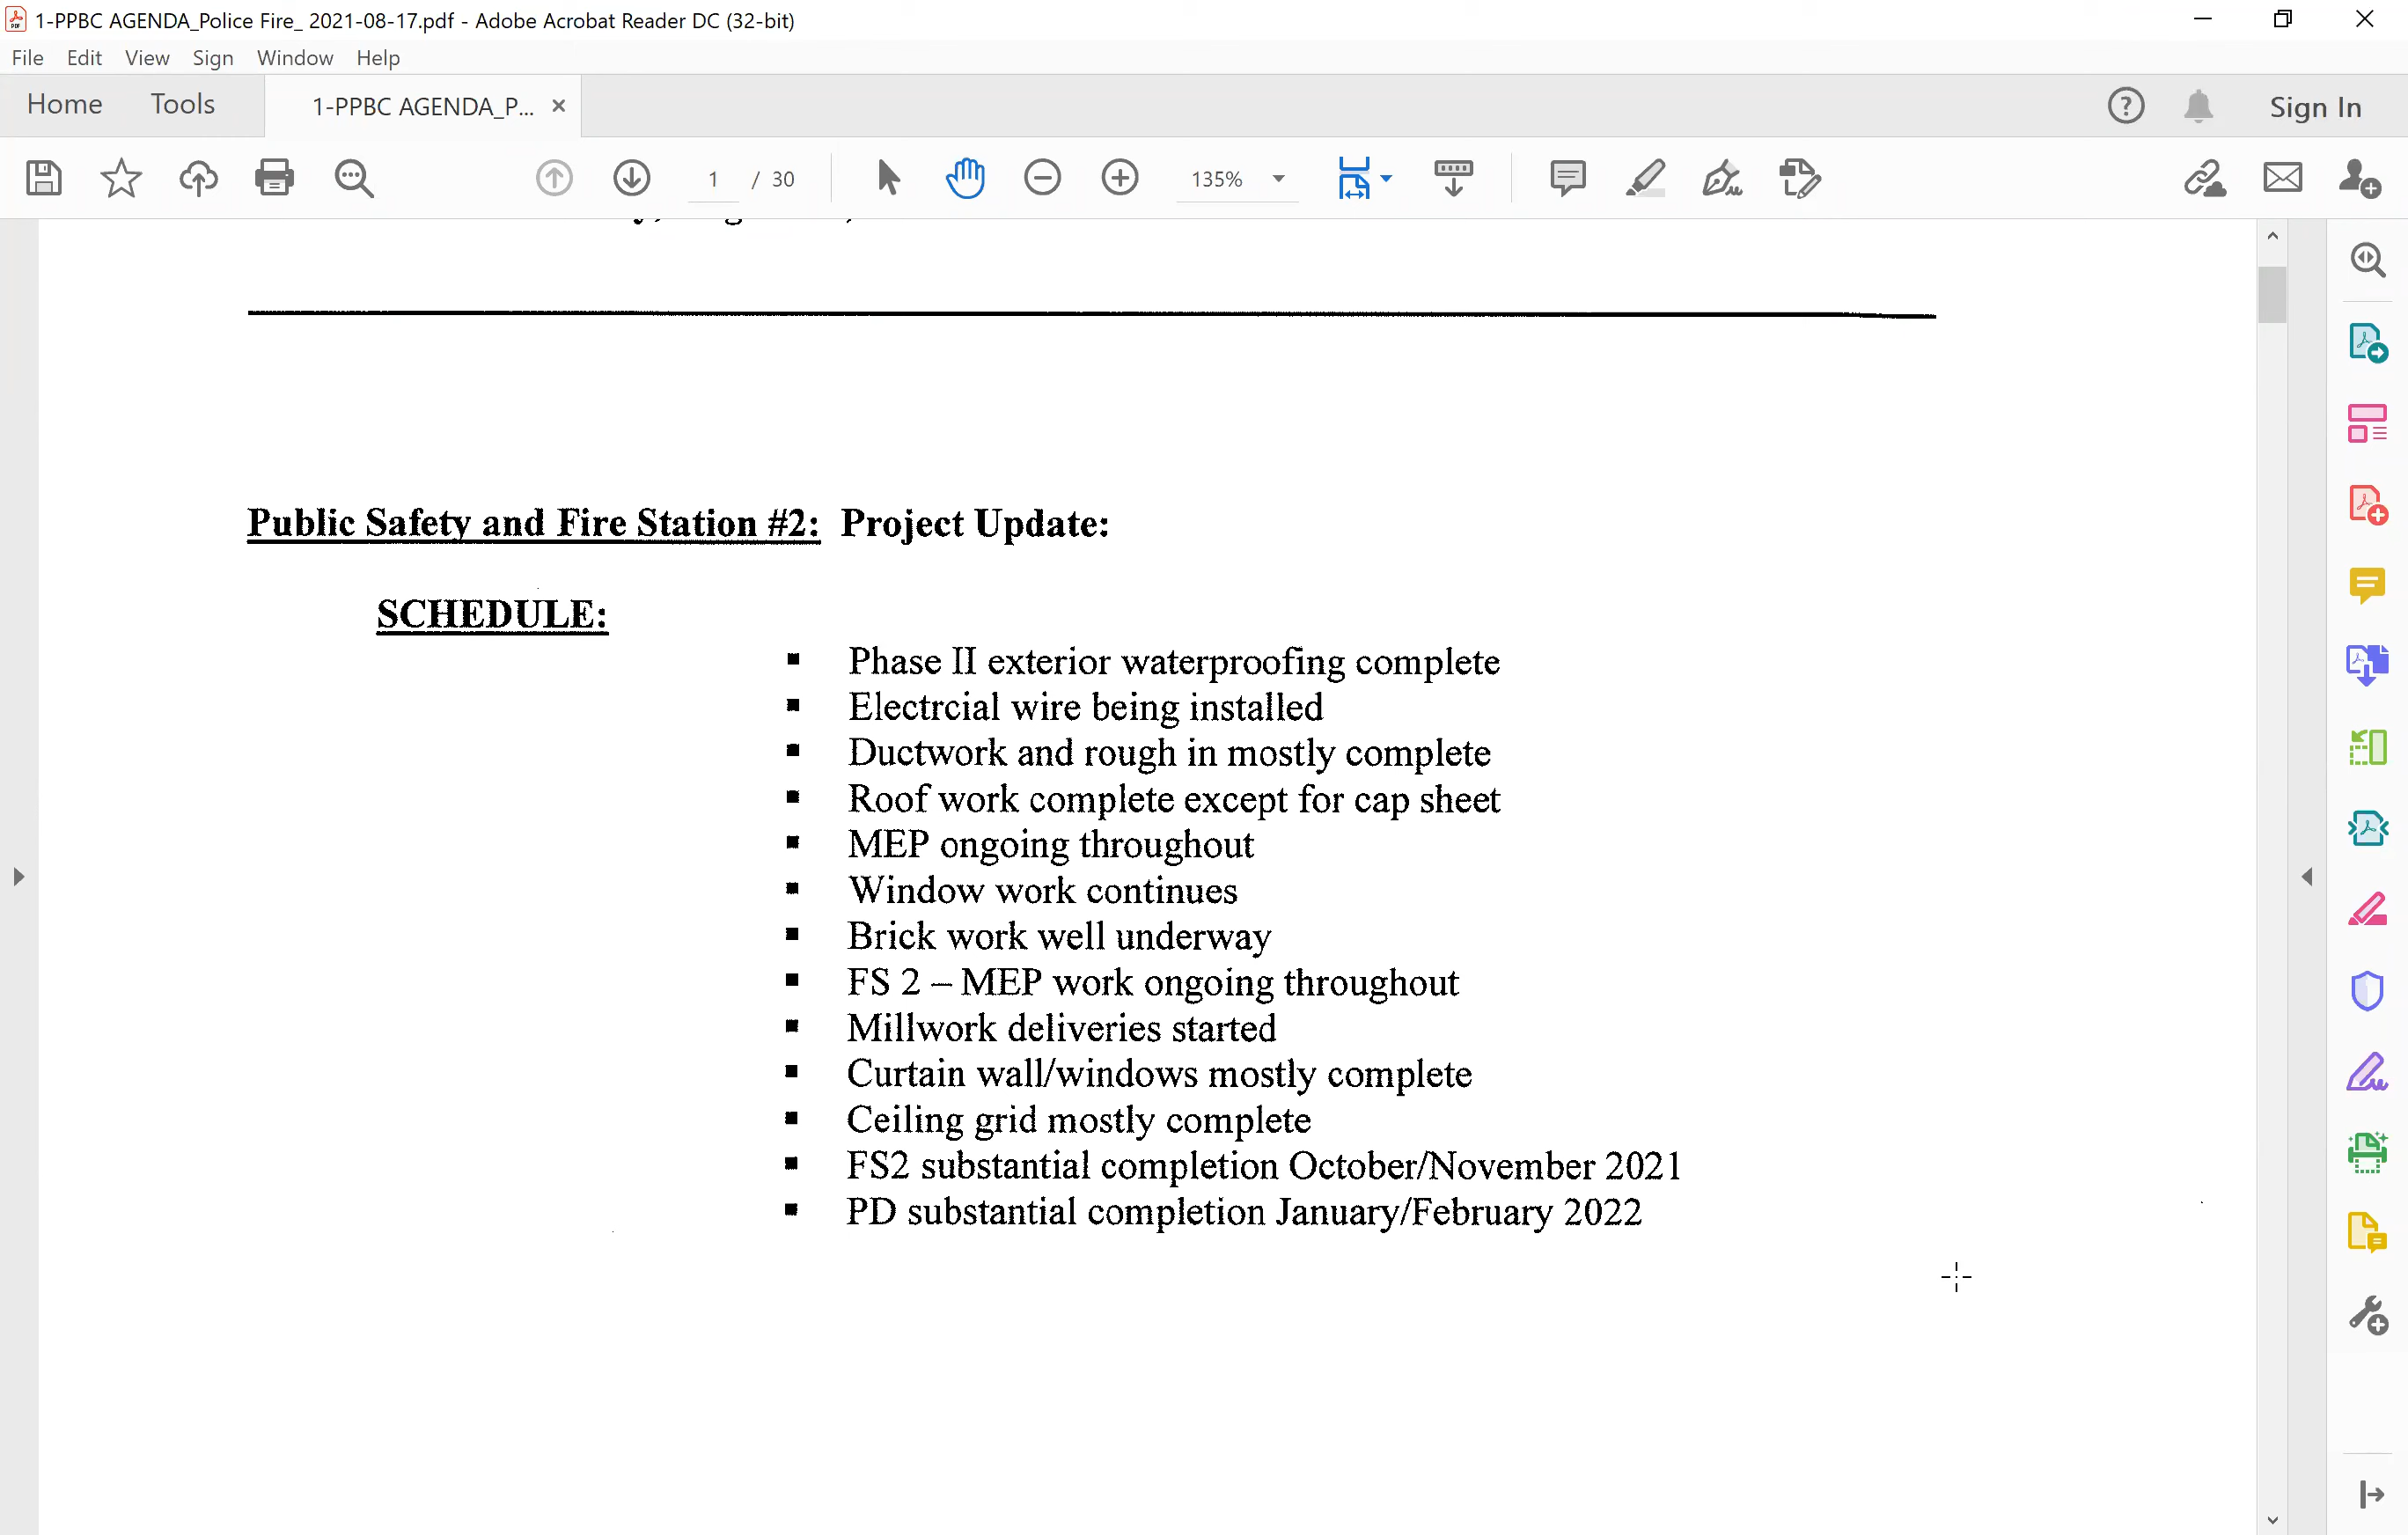 1-PPBC AGENDA_Police Fire_ 2021-08-17.pdf - Adobe Acrobat Reader DC (32-bit)
File Edit View Sign Window Help
Home Tools 1-PPBC AGENDA_P... Sign In
1 / 30 135%
Public Safety and Fire Station #2: Project Update:
SCHEDULE:
▪ Phase II exterior waterproofing complete
▪ Electrcial wire being installed
▪ Ductwork and rough in mostly complete
▪ Roof work complete except for cap sheet
▪ MEP ongoing throughout
▪ Window work continues
▪ Brick work well underway
▪ FS 2 – MEP work ongoing throughout
▪ Millwork deliveries started
▪ Curtain wall/windows mostly complete
▪ Ceiling grid mostly complete
▪ FS2 substantial completion October/November 2021
▪ PD substantial completion January/February 2022